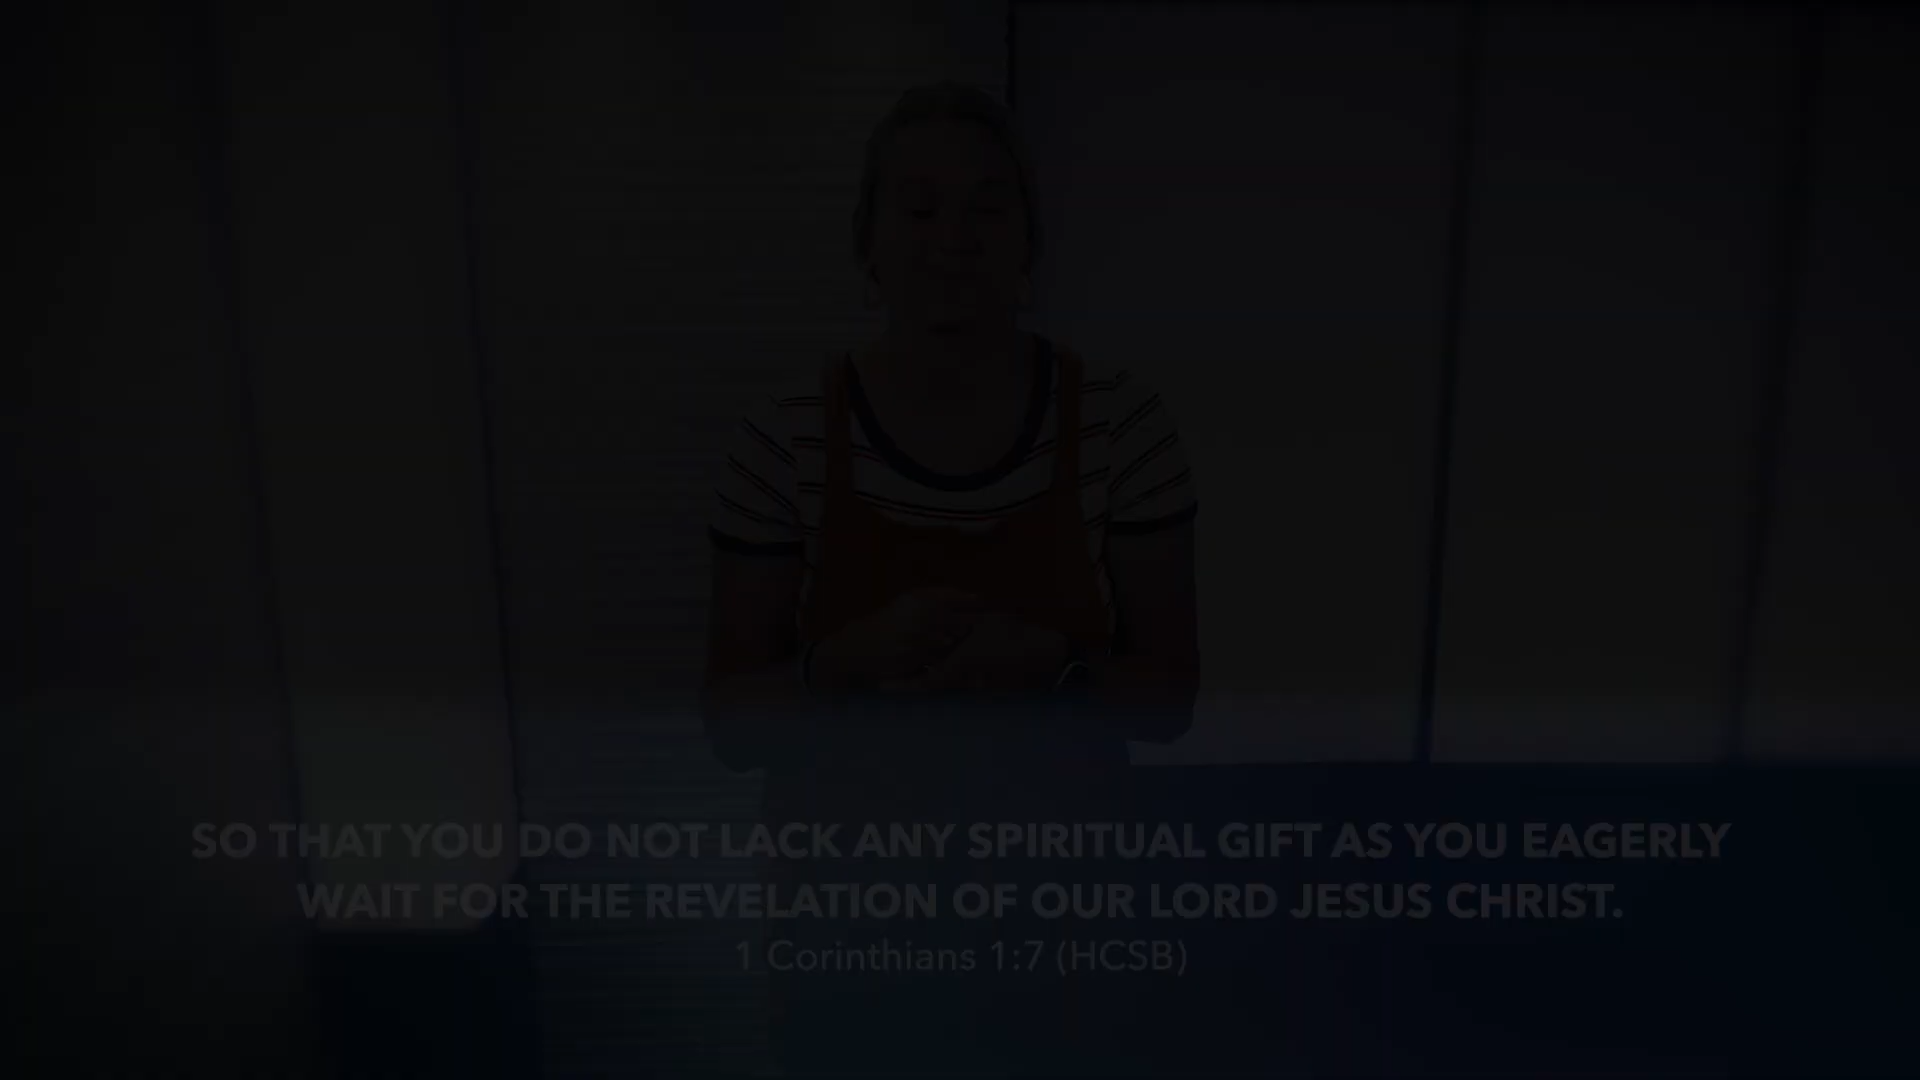 SO THAT YOU DO NOT LACK ANY SPIRITUAL GIFT AS YOU EAGERLY
WAIT FOR THE REVELATION OF OUR LORD JESUS CHRIST.
1 Corinthians 1:7 (HCSB)